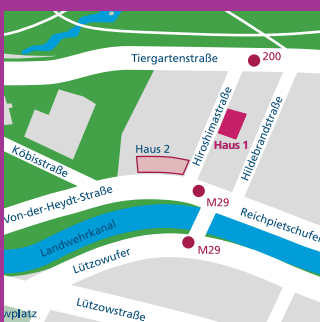 200
Tiergartenstraße
Hiroshimastraße
Hildebrandstraße
Haus 1
Haus 2
Köbisstraße
Von-der-Heydt-Straße
M29
Reichpietschufer
Landwehrkanal
M29
Lützowufer
Lützowstraße
wplatz